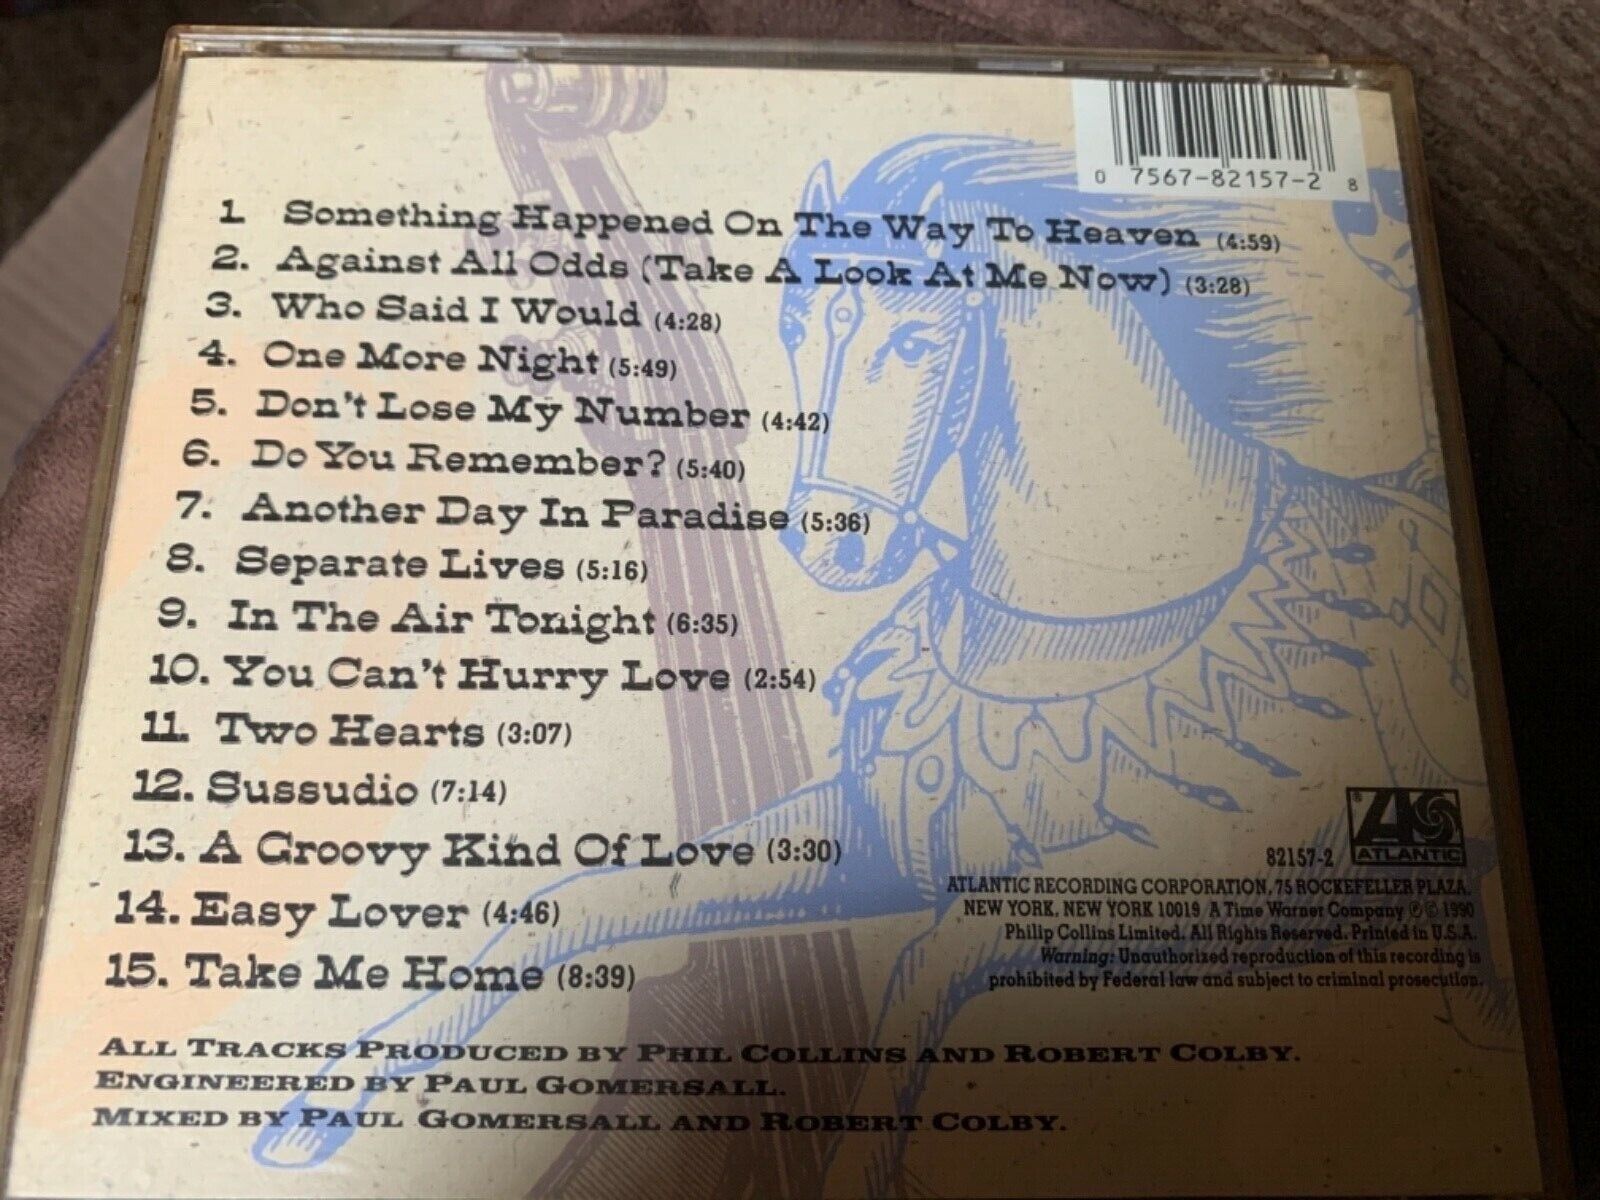 0 7567-82157-2 8
1. Something Happened On The Way To Heaven (4:59)
2. Against All Odds (Take A Look At Me Now) (3:28)
3. Who Said I Would (4:28)
4. One More Night (5:49)
5. Don't Lose My Number (4:42)
6. Do You Remember? (5:40)
7. Another Day In Paradise (5:36)
8. Separate Lives (5:16)
9. In The Air Tonight (6:35)
10. You Can't Hurry Love (2:54)
11. Two Hearts (3:07)
12. Sussudio (7:14)
13. A Groovy Kind Of Love (3:30)
14. Easy Lover (4:46)
15. Take Me Home (8:39)
All Tracks Produced by Phil Collins and Robert Colby.
Engineered by Paul Gomersall.
Mixed by Paul Gomersall and Robert Colby.
®
ATLANTIC
82157-2
ATLANTIC RECORDING CORPORATION, 75 ROCKEFELLER PLAZA,
NEW YORK, NEW YORK 10019 A Time Warner Company ℗ © 1990
Philip Collins Limited. All Rights Reserved. Printed in U.S.A.
Warning: Unauthorized reproduction of this recording is
prohibited by Federal law and subject to criminal prosecution.